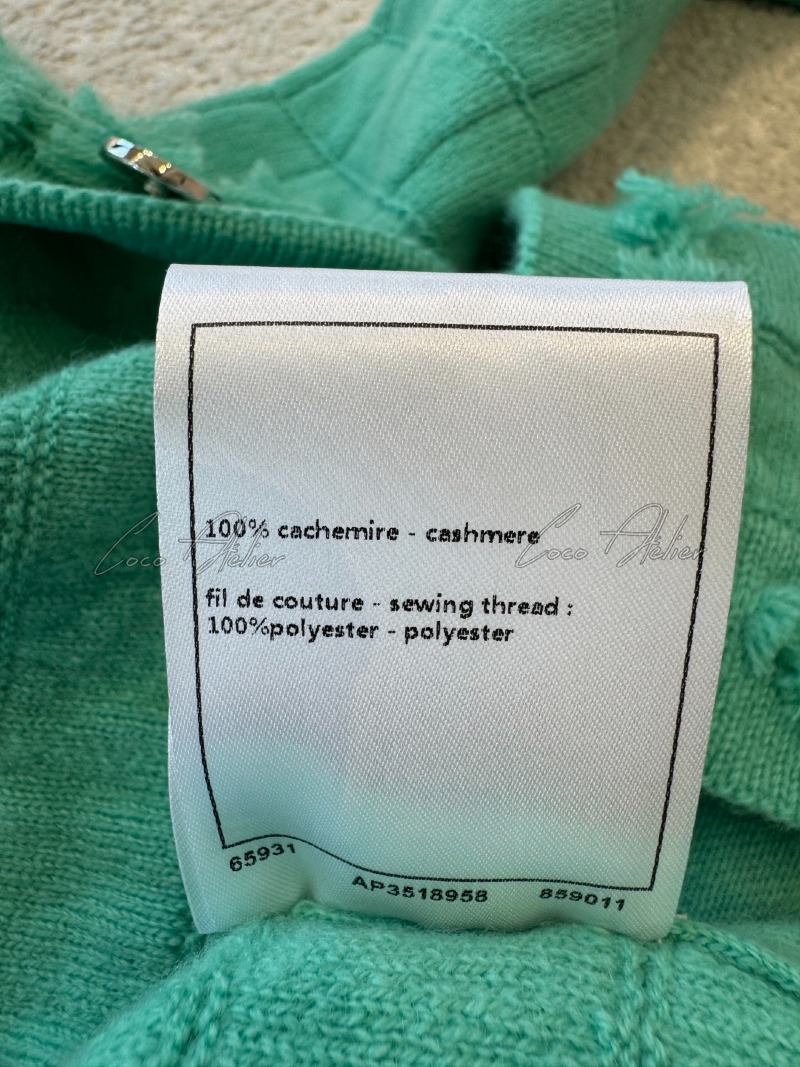 100% cachemire - cashmere
fil de couture - sewing thread :
100%polyester - polyester
65931 AP3518958 859011
Coco Atelier Coco Atelier